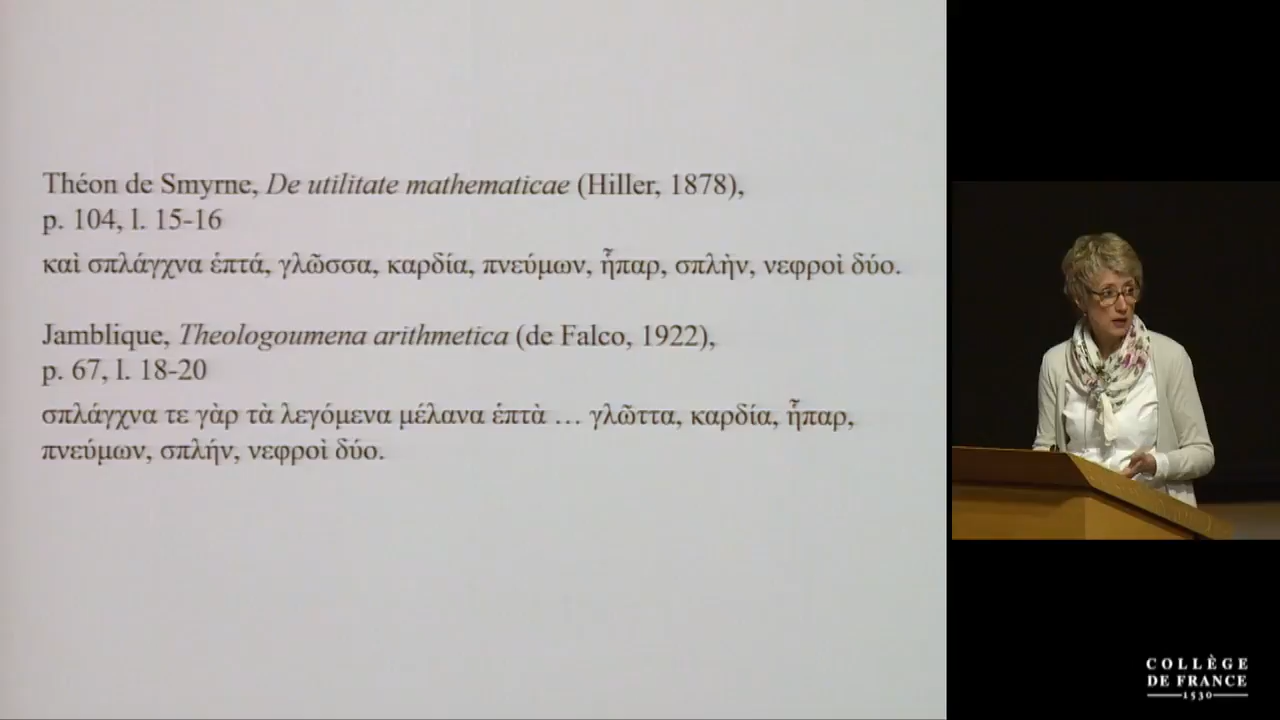 Théon de Smyrne, De utilitate mathematicae (Hiller, 1878),
p. 104, l. 15-16
καὶ σπλάγχνα ἑπτά, γλῶσσα, καρδία, πνεύμων, ἧπαρ, σπλὴν, νεφροὶ δύο.
Jamblique, Theologoumena arithmetica (de Falco, 1922),
p. 67, l. 18-20
σπλάγχνα τε γὰρ τὰ λεγόμενα μέλανα ἑπτὰ … γλῶττα, καρδία, ἧπαρ,
πνεύμων, σπλήν, νεφροὶ δύο.
COLLÈGE
DE FRANCE
1530